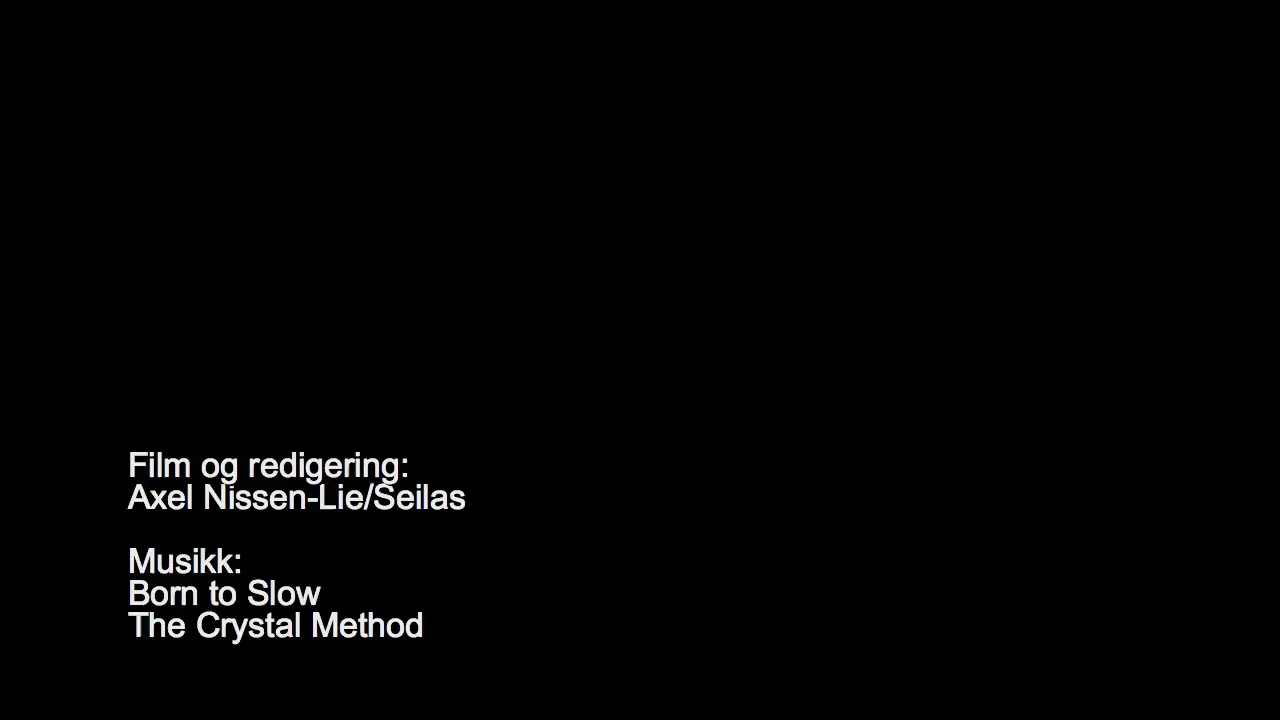 Film og redigering:
Axel Nissen-Lie/Seilas
Musikk:
Born to Slow
The Crystal Method